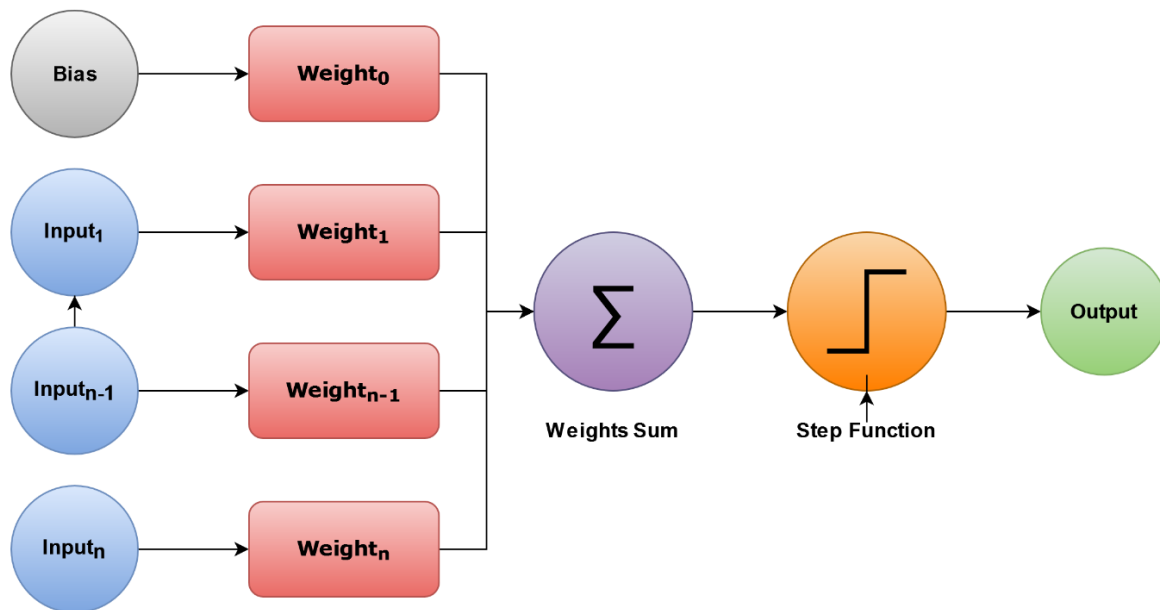 Bias
Weight₀
Input₁
Weight₁
Inputₙ₋₁
Weightₙ₋₁
Inputₙ
Weightₙ
Σ
Weights Sum
Step Function
Output